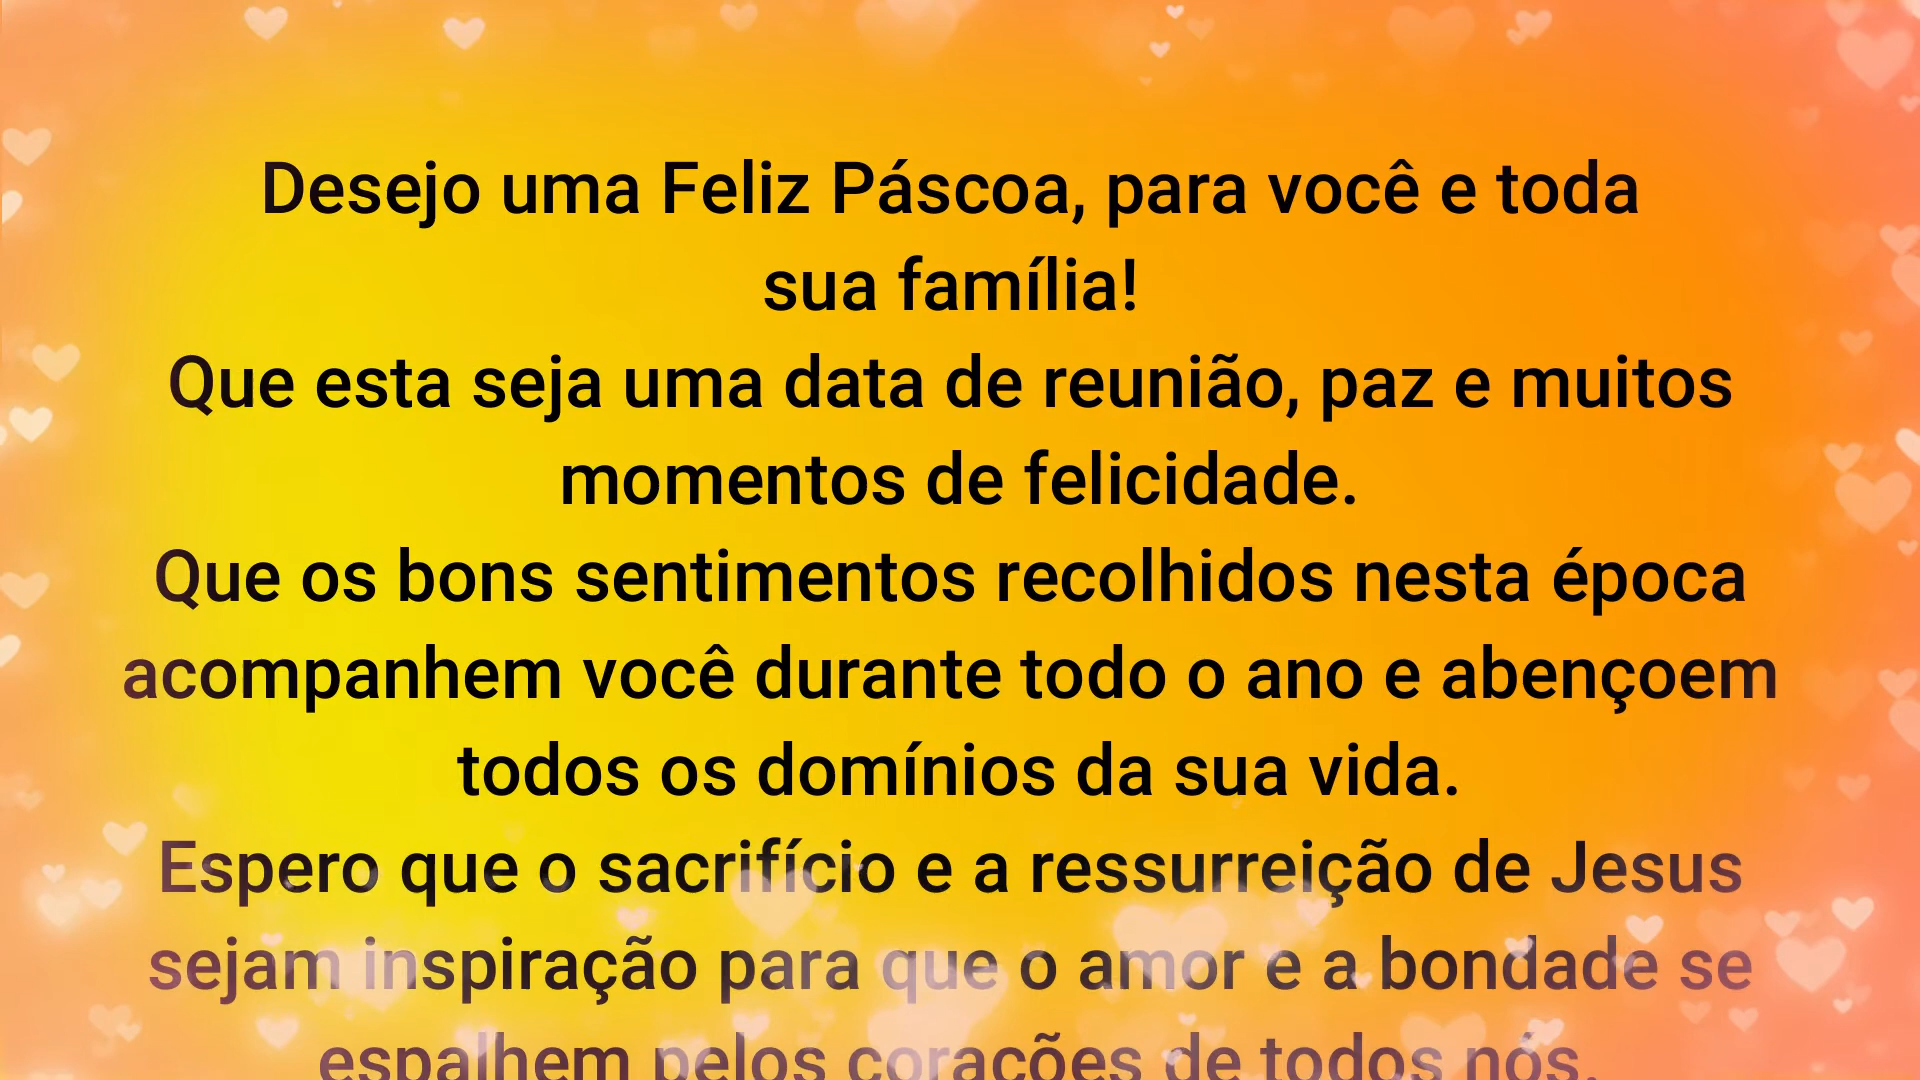 Desejo uma Feliz Páscoa, para você e toda
sua família!
Que esta seja uma data de reunião, paz e muitos
momentos de felicidade.
Que os bons sentimentos recolhidos nesta época
acompanhem você durante todo o ano e abençoem
todos os domínios da sua vida.
Espero que o sacrifício e a ressurreição de Jesus
sejam inspiração para que o amor e a bondade se
espalhem pelos corações de todos nós.